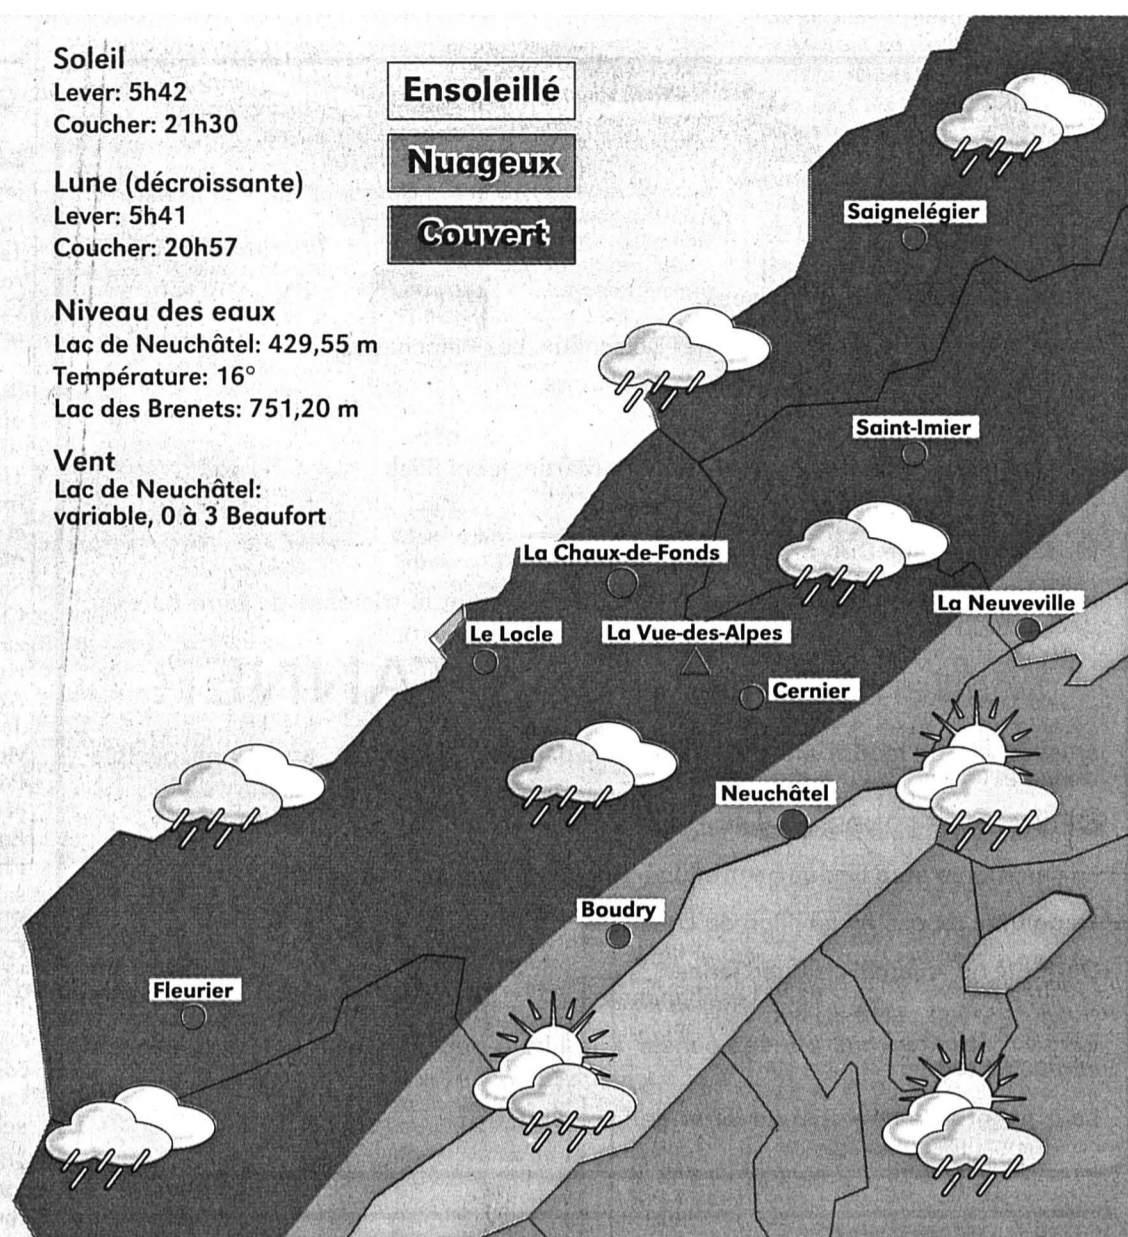 Soleil
Lever: 5h42
Coucher: 21h30
Lune (décroissante)
Lever: 5h41
Coucher: 20h57
Niveau des eaux
Lac de Neuchâtel: 429,55 m
Température: 16°
Lac des Brenets: 751,20 m
Vent
Lac de Neuchâtel:
variable, 0 à 3 Beaufort
Ensoleillé
Nuageux
Couvert
Saignelégier
Saint-Imier
La Chaux-de-Fonds
La Neuveville
Le Locle
La Vue-des-Alpes
Cernier
Neuchâtel
Boudry
Fleurier